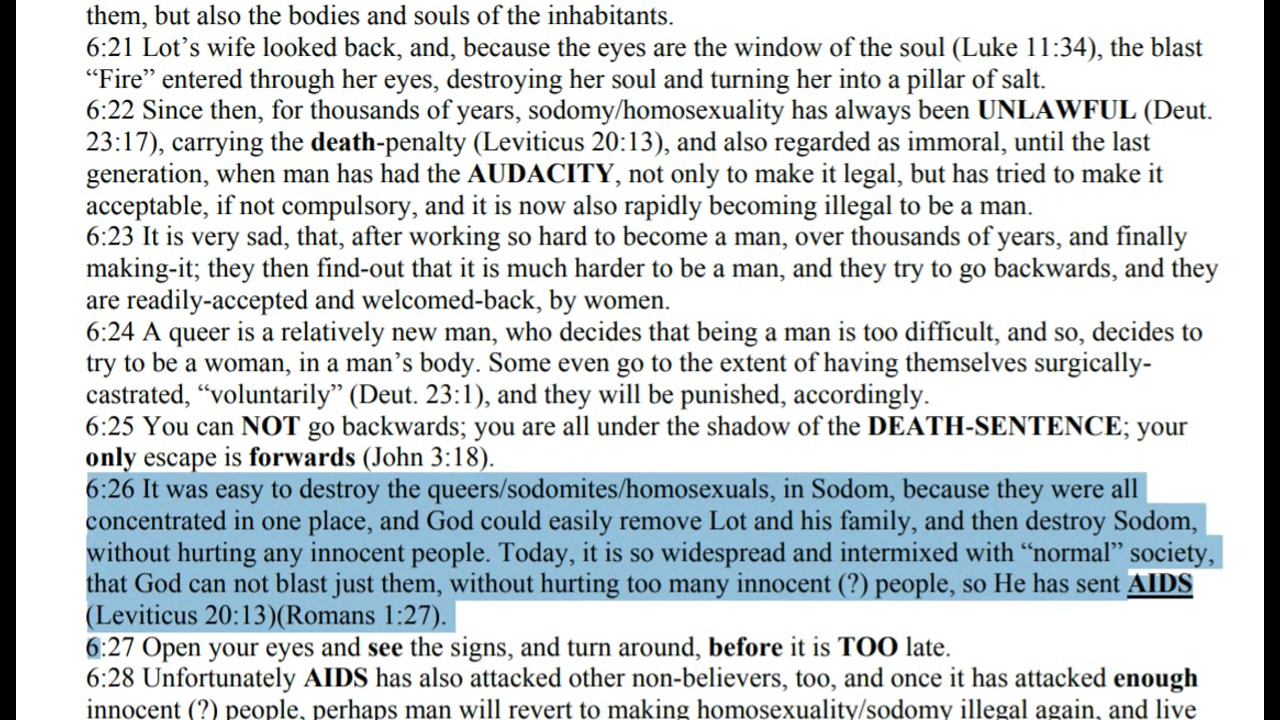 them, but also the bodies and souls of the inhabitants.
6:21 Lot’s wife looked back, and, because the eyes are the window of the soul (Luke 11:34), the blast
“Fire” entered through her eyes, destroying her soul and turning her into a pillar of salt.
6:22 Since then, for thousands of years, sodomy/homosexuality has always been UNLAWFUL (Deut.
23:17), carrying the death-penalty (Leviticus 20:13), and also regarded as immoral, until the last
generation, when man has had the AUDACITY, not only to make it legal, but has tried to make it
acceptable, if not compulsory, and it is now also rapidly becoming illegal to be a man.
6:23 It is very sad, that, after working so hard to become a man, over thousands of years, and finally
making-it; they then find-out that it is much harder to be a man, and they try to go backwards, and they
are readily-accepted and welcomed-back, by women.
6:24 A queer is a relatively new man, who decides that being a man is too difficult, and so, decides to
try to be a woman, in a man’s body. Some even go to the extent of having themselves surgically-
castrated, “voluntarily” (Deut. 23:1), and they will be punished, accordingly.
6:25 You can NOT go backwards; you are all under the shadow of the DEATH-SENTENCE; your
only escape is forwards (John 3:18).
6:26 It was easy to destroy the queers/sodomites/homosexuals, in Sodom, because they were all
concentrated in one place, and God could easily remove Lot and his family, and then destroy Sodom,
without hurting any innocent people. Today, it is so widespread and intermixed with “normal” society,
that God can not blast just them, without hurting too many innocent (?) people, so He has sent AIDS
(Leviticus 20:13)(Romans 1:27).
6:27 Open your eyes and see the signs, and turn around, before it is TOO late.
6:28 Unfortunately AIDS has also attacked other non-believers, too, and once it has attacked enough
innocent (?) people, perhaps man will revert to making homosexuality/sodomy illegal again, and live